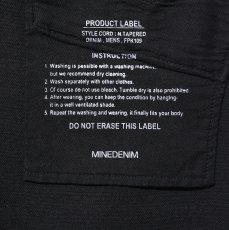 PRODUCT LABEL
STYLE CORD : N.TAPERED
DENIM , MENS , FPK109
INSTRUCTION
1. Washing is possible with a washing machine,
but we recommend dry cleaning.
2. Wash separately with other clothes.
3. Of course do not use bleach. Tumble dry is also prohibited
4. After washing, you can keep the condition by hanging
it in a well ventilated shade.
5. Repeat the washing and wearing, it finally fits your body.
DO NOT ERASE THIS LABEL
MINEDENIM